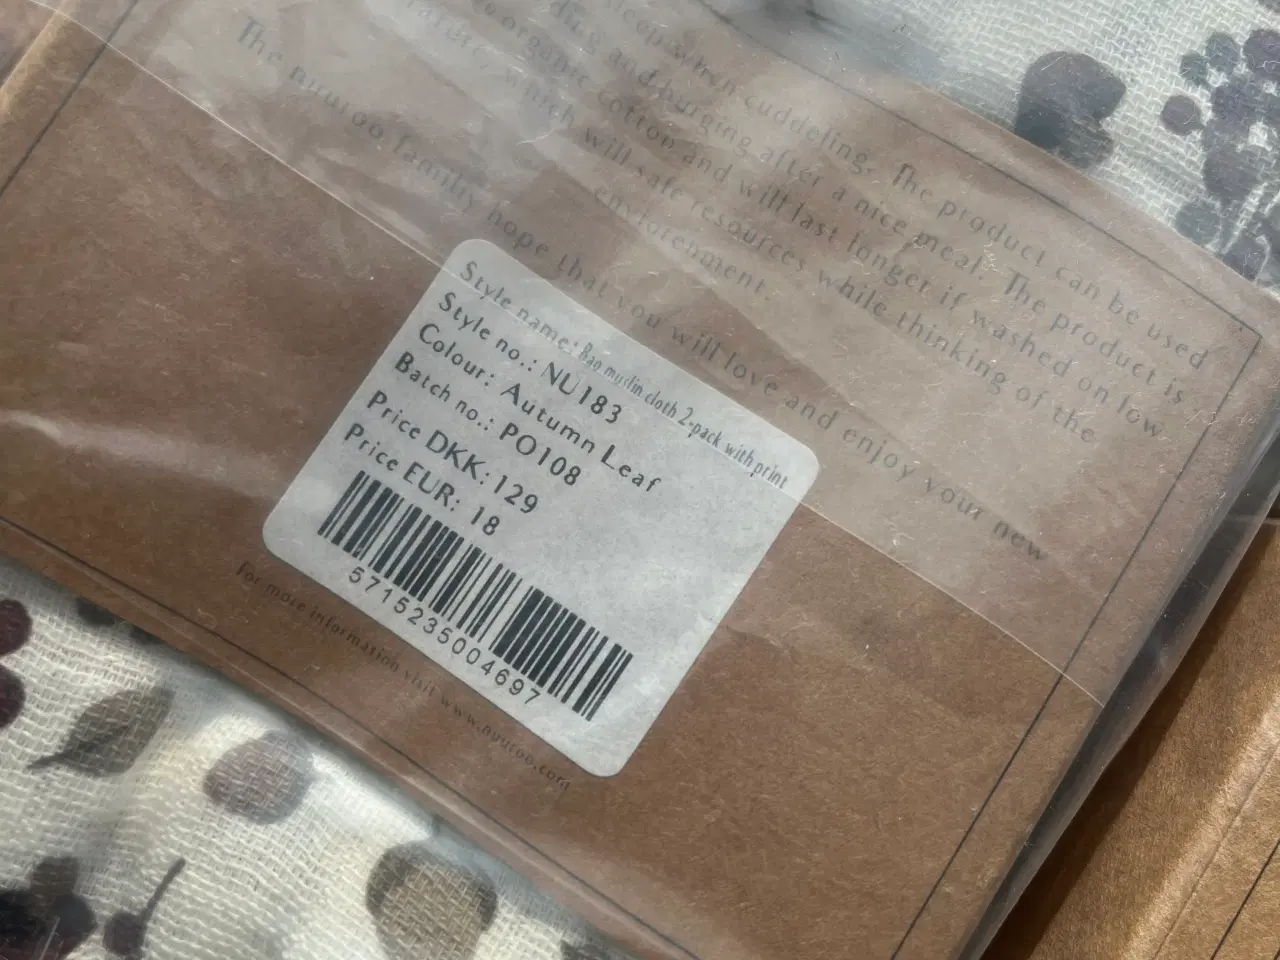 when cuddeling. The product can be used
and burping after a nice meal. The product is
organic cotton and will last longer if washed on low
which will safe resources while thinking of the
enviorenment.
The nuuroo family hope that you will love and enjoy your new
Style name: Bao muslin cloth 2-pack with print
Style no.: NU183
Colour: Autumn Leaf
Batch no.: PO108
Price DKK: 129
Price EUR: 18
5715235004697
For more information visit www.nuuroo.com